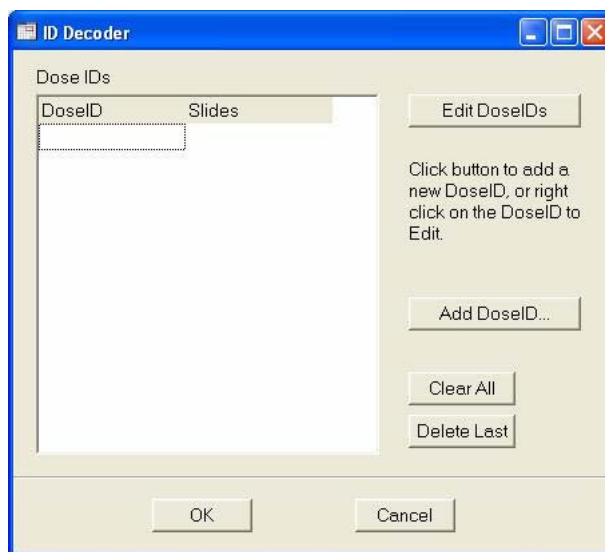 ID Decoder
Dose IDs
DoseID Slides
Edit DoseIDs
Click button to add a
new DoseID, or right
click on the DoseID to
Edit.
Add DoseID...
Clear All
Delete Last
OK Cancel